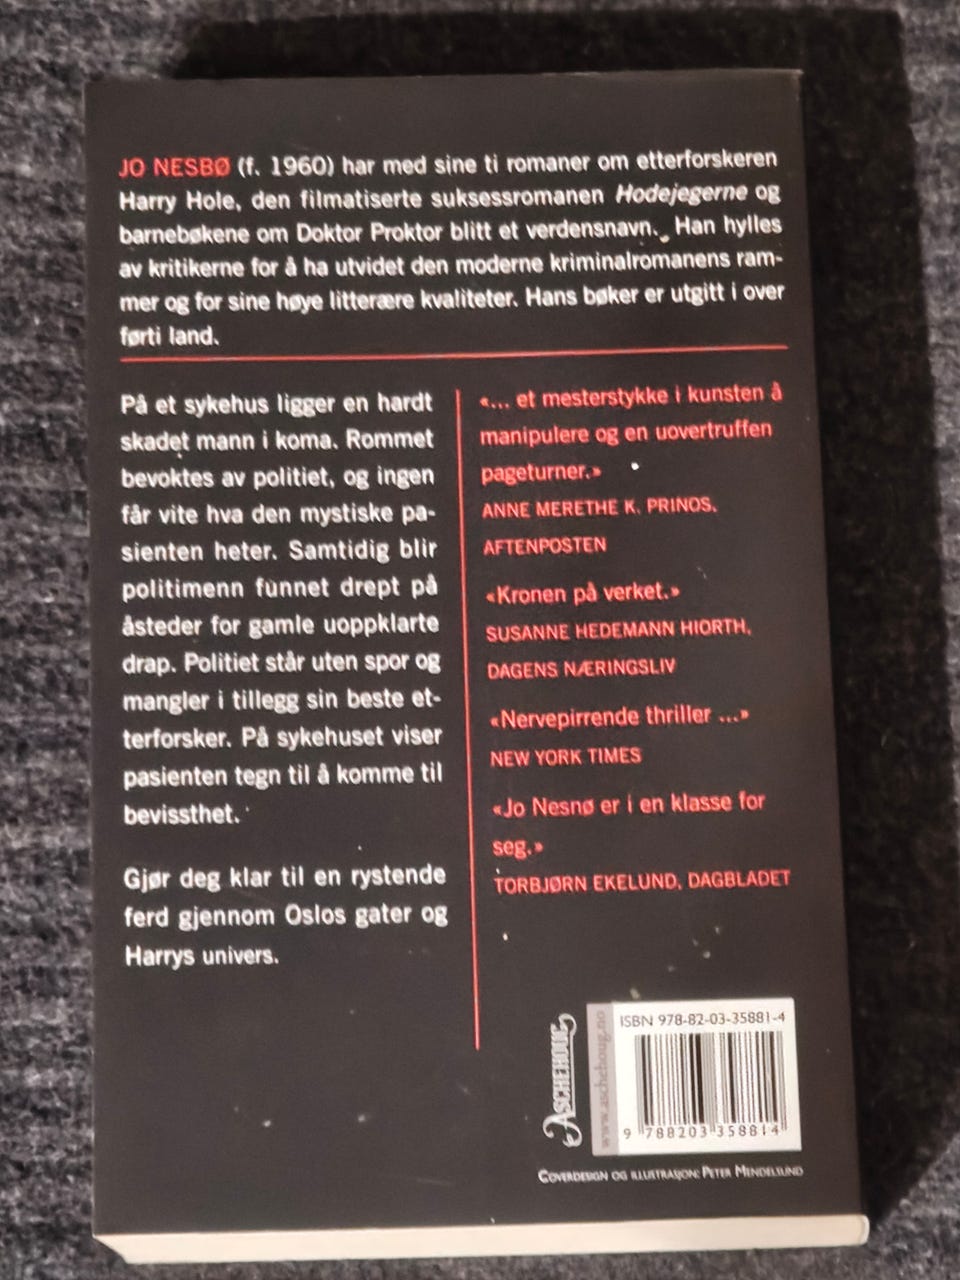 JO NESBØ (f. 1960) har med sine ti romaner om etterforskeren
Harry Hole, den filmatiserte suksessromanen Hodejegerne og
barnebøkene om Doktor Proktor blitt et verdensnavn. Han hylles
av kritikerne for å ha utvidet den moderne kriminalromanens ram-
mer og for sine høye litterære kvaliteter. Hans bøker er utgitt i over
førti land.
På et sykehus ligger en hardt
skadet mann i koma. Rommet
bevoktes av politiet, og ingen
får vite hva den mystiske pa-
sienten heter. Samtidig blir
politimenn funnet drept på
åsteder for gamle uoppklarte
drap. Politiet står uten spor og
mangler i tillegg sin beste et-
terforsker. På sykehuset viser
pasienten tegn til å komme til
bevissthet.
Gjør deg klar til en rystende
ferd gjennom Oslos gater og
Harrys univers.
«... et mesterstykke i kunsten å
manipulere og en uovertruffen
pageturner.»
ANNE MERETHE K. PRINOS,
AFTENPOSTEN
«Kronen på verket.»
SUSANNE HEDEMANN HIORTH,
DAGENS NÆRINGSLIV
«Nervepirrende thriller ...»
NEW YORK TIMES
«Jo Nesnø er i en klasse for
seg.»
TORBJØRN EKELUND, DAGBLADET
ASCHEHOUG
www.aschehoug.no
ISBN 978-82-03-35881-4
9 788203 358814
COVERDESIGN OG ILLUSTRASJON: PETER MENDELSUND